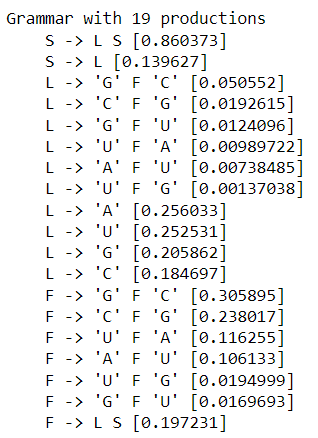 Grammar with 19 productions
S -> L S [0.860373]
S -> L [0.139627]
L -> 'G' F 'C' [0.050552]
L -> 'C' F 'G' [0.0192615]
L -> 'G' F 'U' [0.0124096]
L -> 'U' F 'A' [0.00989722]
L -> 'A' F 'U' [0.00738485]
L -> 'U' F 'G' [0.00137038]
L -> 'A' [0.256033]
L -> 'U' [0.252531]
L -> 'G' [0.205862]
L -> 'C' [0.184697]
F -> 'G' F 'C' [0.305895]
F -> 'C' F 'G' [0.238017]
F -> 'U' F 'A' [0.116255]
F -> 'A' F 'U' [0.106133]
F -> 'U' F 'G' [0.0194999]
F -> 'G' F 'U' [0.0169693]
F -> L S [0.197231]